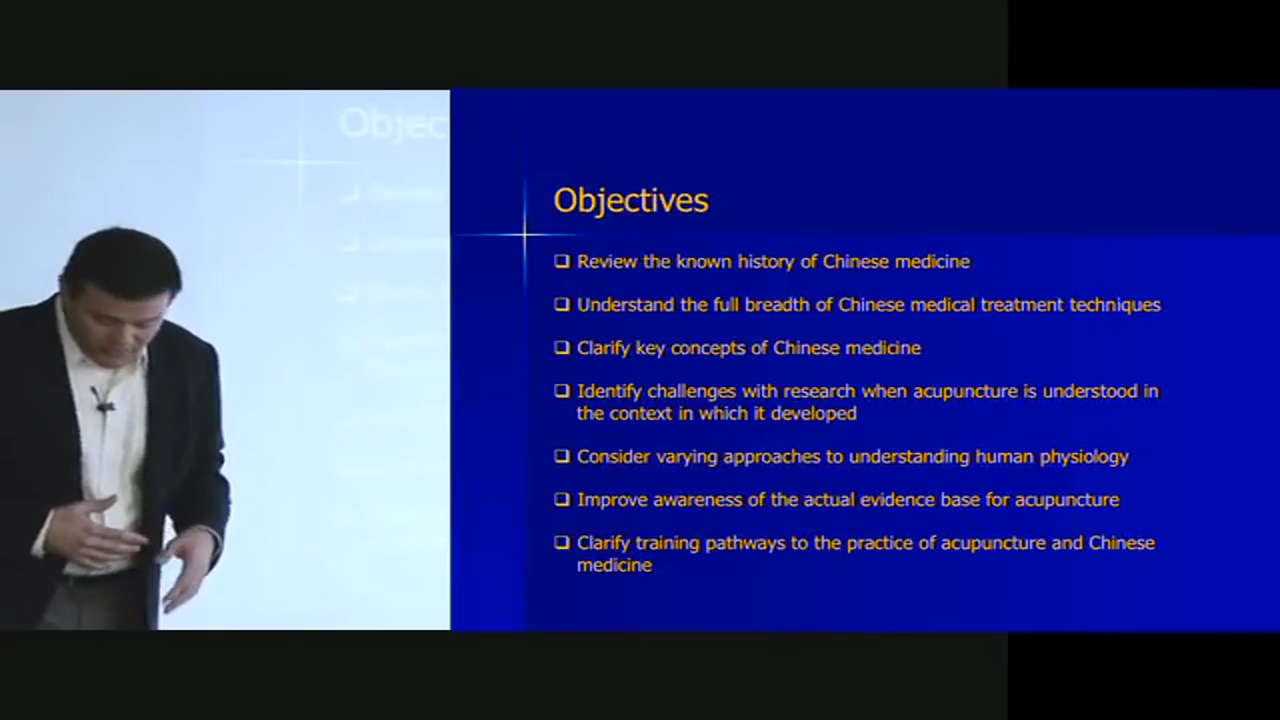 Objec
Objectives
❑ Review the known history of Chinese medicine
❑ Understand the full breadth of Chinese medical treatment techniques
❑ Clarify key concepts of Chinese medicine
❑ Identify challenges with research when acupuncture is understood in
the context in which it developed
❑ Consider varying approaches to understanding human physiology
❑ Improve awareness of the actual evidence base for acupuncture
❑ Clarify training pathways to the practice of acupuncture and Chinese
medicine